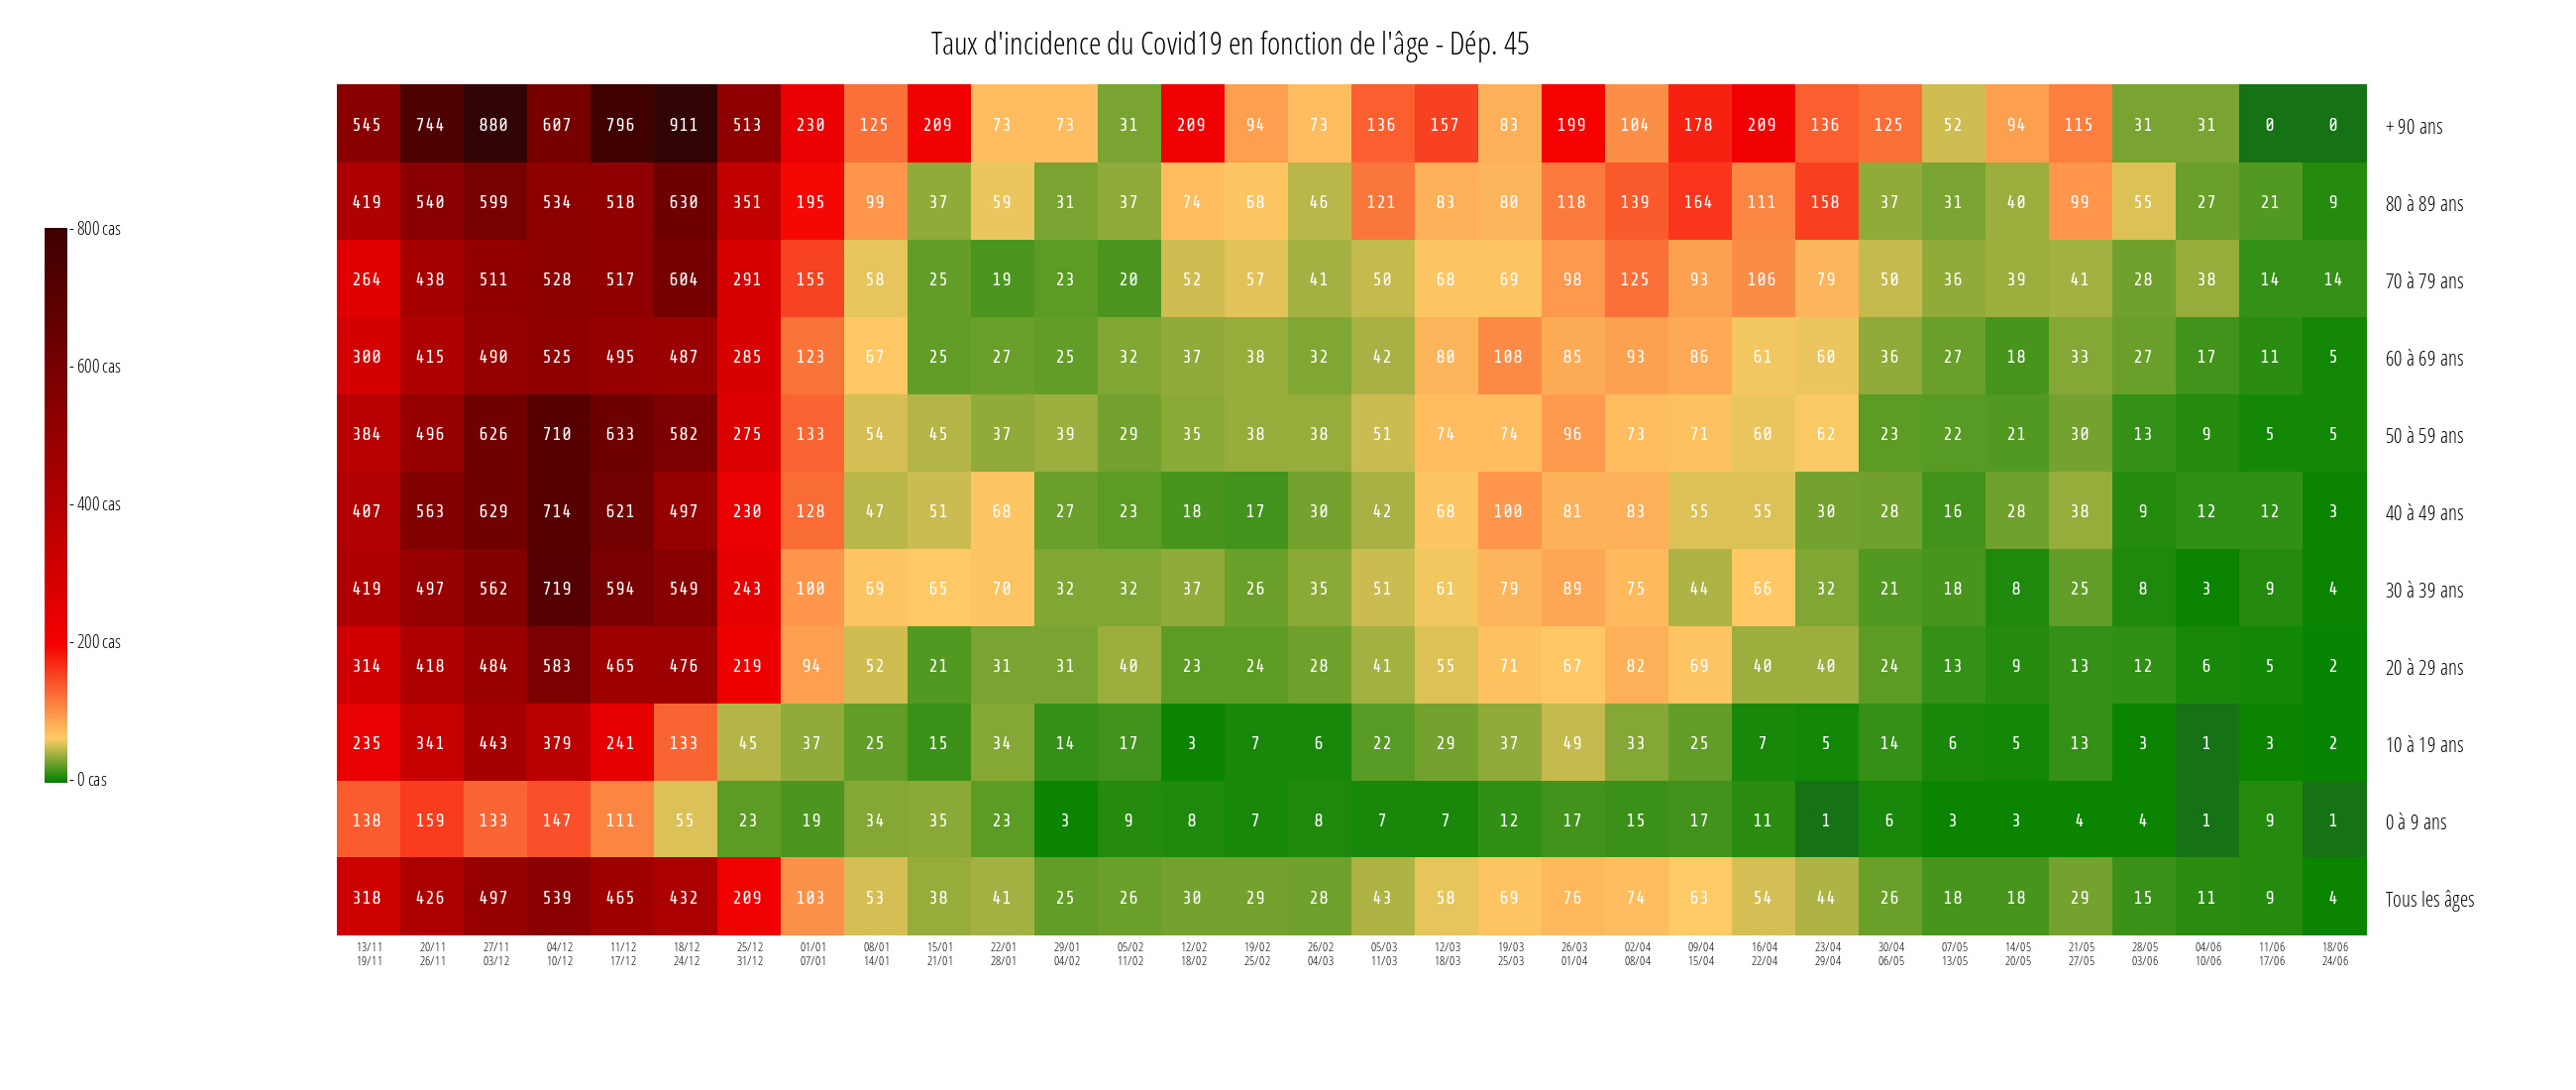 Taux d'incidence du Covid19 en fonction de l'âge - Dép. 45
- 800 cas
- 600 cas
- 400 cas
- 200 cas
- 0 cas
545 744 880 607 796 911 513 230 125 209 73 73 31 209 94 73 136 157 83 199 104 178 209 136 125 52 94 115 31 31 0 0 + 90 ans
419 540 599 534 518 630 351 195 99 37 59 31 37 74 68 46 121 83 80 118 139 164 111 158 37 31 40 99 55 27 21 9 80 à 89 ans
264 438 511 528 517 604 291 155 58 25 19 23 20 52 57 41 50 68 69 98 125 93 106 79 50 36 39 41 28 38 14 14 70 à 79 ans
300 415 490 525 495 487 285 123 67 25 27 25 32 37 38 32 42 80 108 85 93 86 61 60 36 27 18 33 27 17 11 5 60 à 69 ans
384 496 626 710 633 582 275 133 54 45 37 39 29 35 38 38 51 74 74 96 73 71 60 62 23 22 21 30 13 9 5 5 50 à 59 ans
407 563 629 714 621 497 230 128 47 51 68 27 23 18 17 30 42 68 100 81 83 55 55 30 28 16 28 38 9 12 12 3 40 à 49 ans
419 497 562 719 594 549 243 100 69 65 70 32 32 37 26 35 51 61 79 89 75 44 66 32 21 18 8 25 8 3 9 4 30 à 39 ans
314 418 484 583 465 476 219 94 52 21 31 31 40 23 24 28 41 55 71 67 82 69 40 40 24 13 9 13 12 6 5 2 20 à 29 ans
235 341 443 379 241 133 45 37 25 15 34 14 17 3 7 6 22 29 37 49 33 25 7 5 14 6 5 13 3 1 3 2 10 à 19 ans
138 159 133 147 111 55 23 19 34 35 23 3 9 8 7 8 7 7 12 17 15 17 11 1 6 3 3 4 4 1 9 1 0 à 9 ans
318 426 497 539 465 432 209 103 53 38 41 25 26 30 29 28 43 58 69 76 74 63 54 44 26 18 18 29 15 11 9 4 Tous les âges
13/11 20/11 27/11 04/12 11/12 18/12 25/12 01/01 08/01 15/01 22/01 29/01 05/02 12/02 19/02 26/02 05/03 12/03 19/03 26/03 02/04 09/04 16/04 23/04 30/04 07/05 14/05 21/05 28/05 04/06 11/06 18/06
19/11 26/11 03/12 10/12 17/12 24/12 31/12 07/01 14/01 21/01 28/01 04/02 11/02 18/02 25/02 04/03 11/03 18/03 25/03 01/04 08/04 15/04 22/04 29/04 06/05 13/05 20/05 27/05 03/06 10/06 17/06 24/06